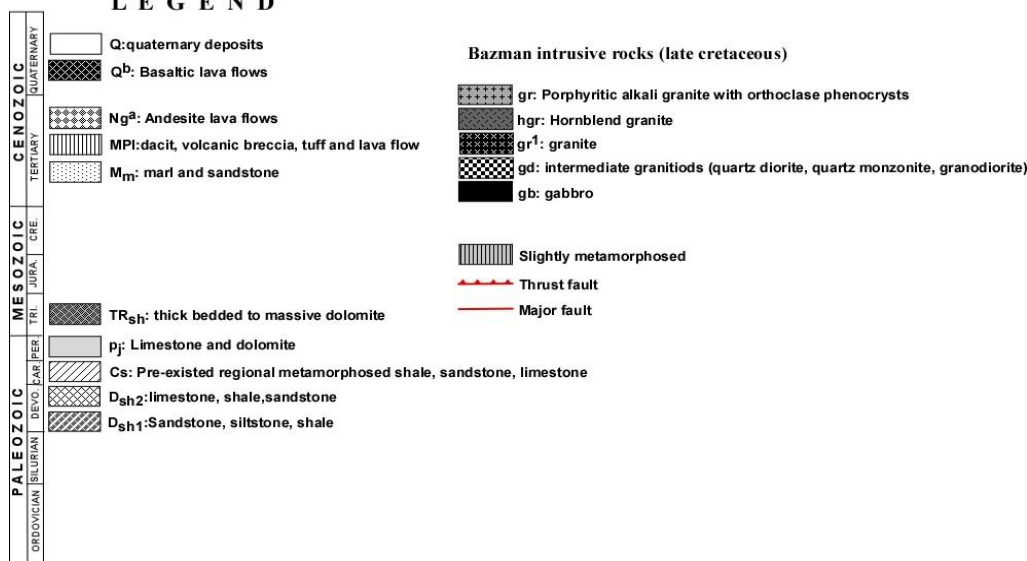 L E G E N D
CENOZOIC
QUATERNARY
Q:quaternary deposits
Qb: Basaltic lava flows
TERTIARY
Nga: Andesite lava flows
MPI:dacit, volcanic breccia, tuff and lava flow
Mm: marl and sandstone
MESOZOIC
CRE.
JURA.
TRI.
TRsh: thick bedded to massive dolomite
PALEOZOIC
PER.
pj: Limestone and dolomite
CAR.
Cs: Pre-existed regional metamorphosed shale, sandstone, limestone
DEVO.
Dsh2:limestone, shale,sandstone
Dsh1:Sandstone, siltstone, shale
SILURIAN
ORDOVICIAN
Bazman intrusive rocks (late cretaceous)
gr: Porphyritic alkali granite with orthoclase phenocrysts
hgr: Hornblend granite
gr1: granite
gd: intermediate granitiods (quartz diorite, quartz monzonite, granodiorite)
gb: gabbro
Slightly metamorphosed
Thrust fault
Major fault